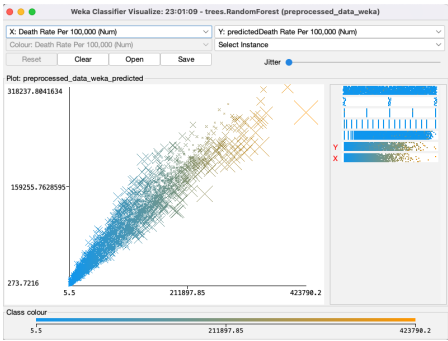 Weka Classifier Visualize: 23:01:09 - trees.RandomForest (preprocessed_data_weka)
X: Death Rate Per 100,000 (Num)
Y: predictedDeath Rate Per 100,000 (Num)
Colour: Death Rate Per 100,000 (Num)
Select Instance
Reset
Clear
Open
Save
Jitter
Plot: preprocessed_data_weka_predicted
318237.8041634
159255.7628595
273.7216
5.5
211897.85
423790.2
Y
X
Class colour
5.5
211897.85
423790.2